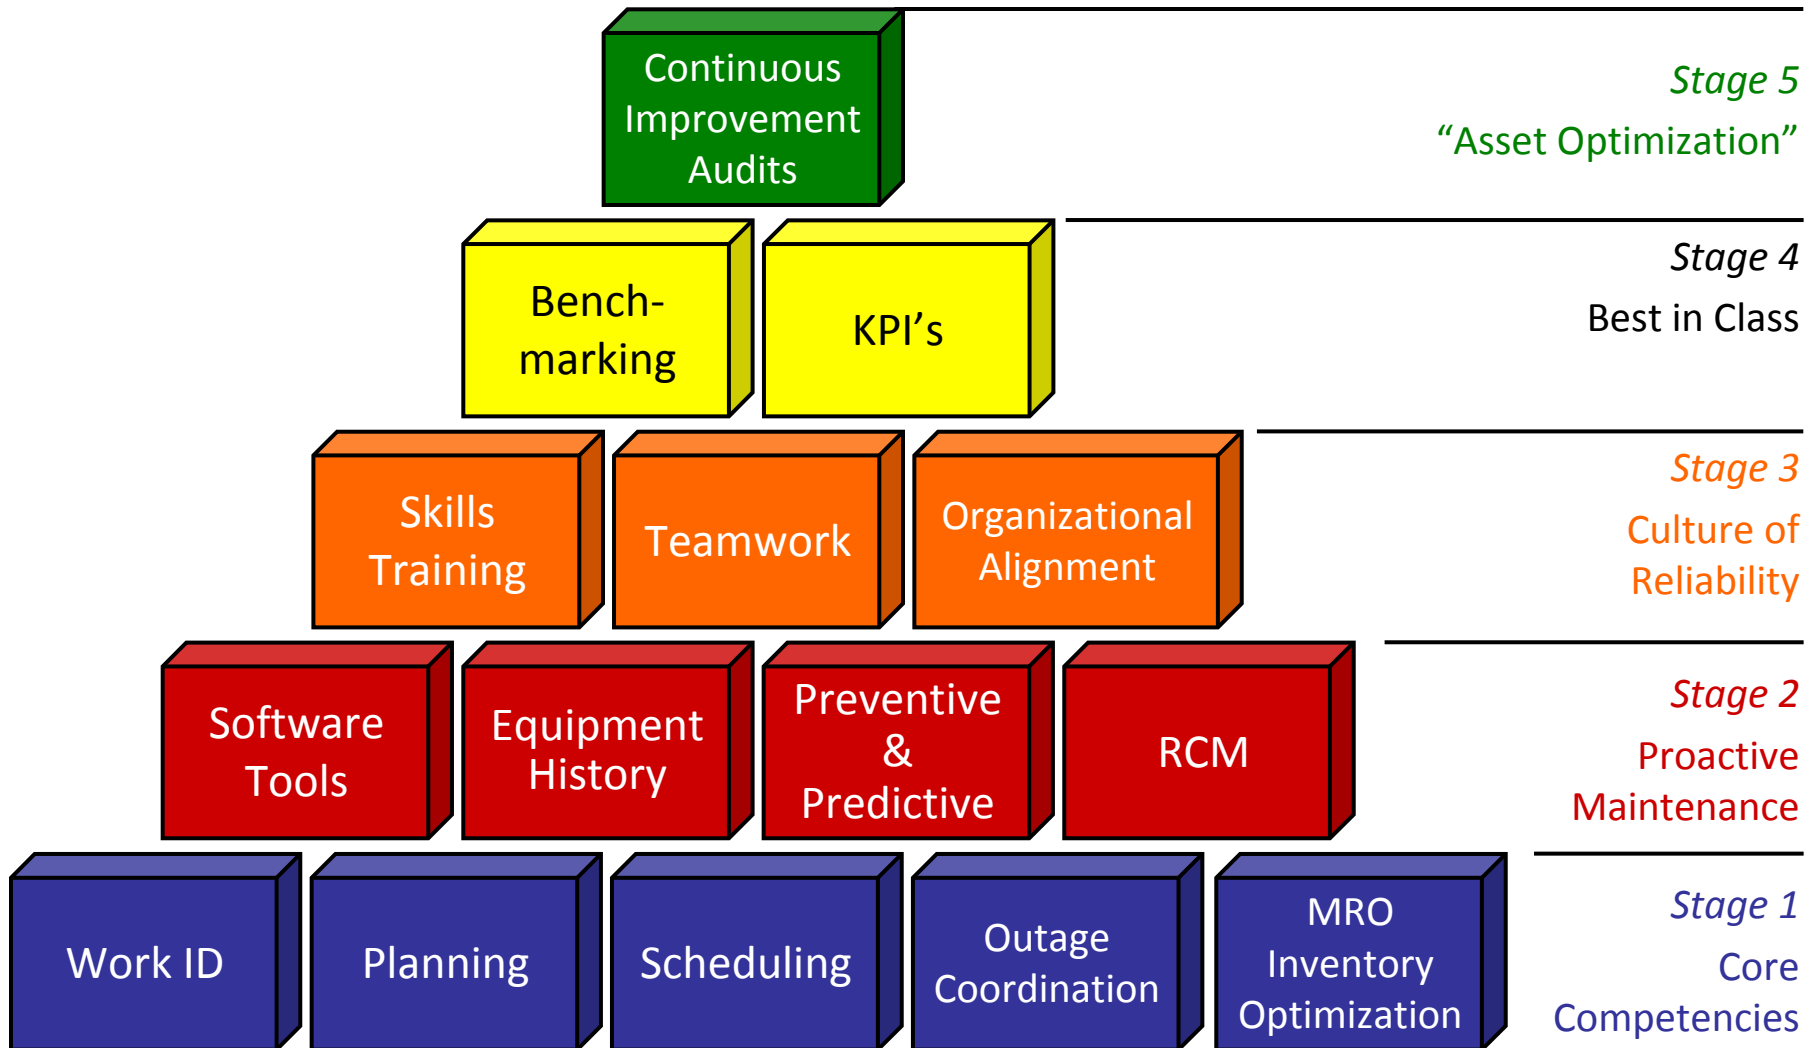 Continuous
Improvement
Audits
Stage 5
“Asset Optimization”
Bench-
marking
KPI’s
Stage 4
Best in Class
Skills
Training
Teamwork
Organizational
Alignment
Stage 3
Culture of
Reliability
Software
Tools
Equipment
History
Preventive
&
Predictive
RCM
Stage 2
Proactive
Maintenance
Work ID
Planning
Scheduling
Outage
Coordination
MRO
Inventory
Optimization
Stage 1
Core
Competencies